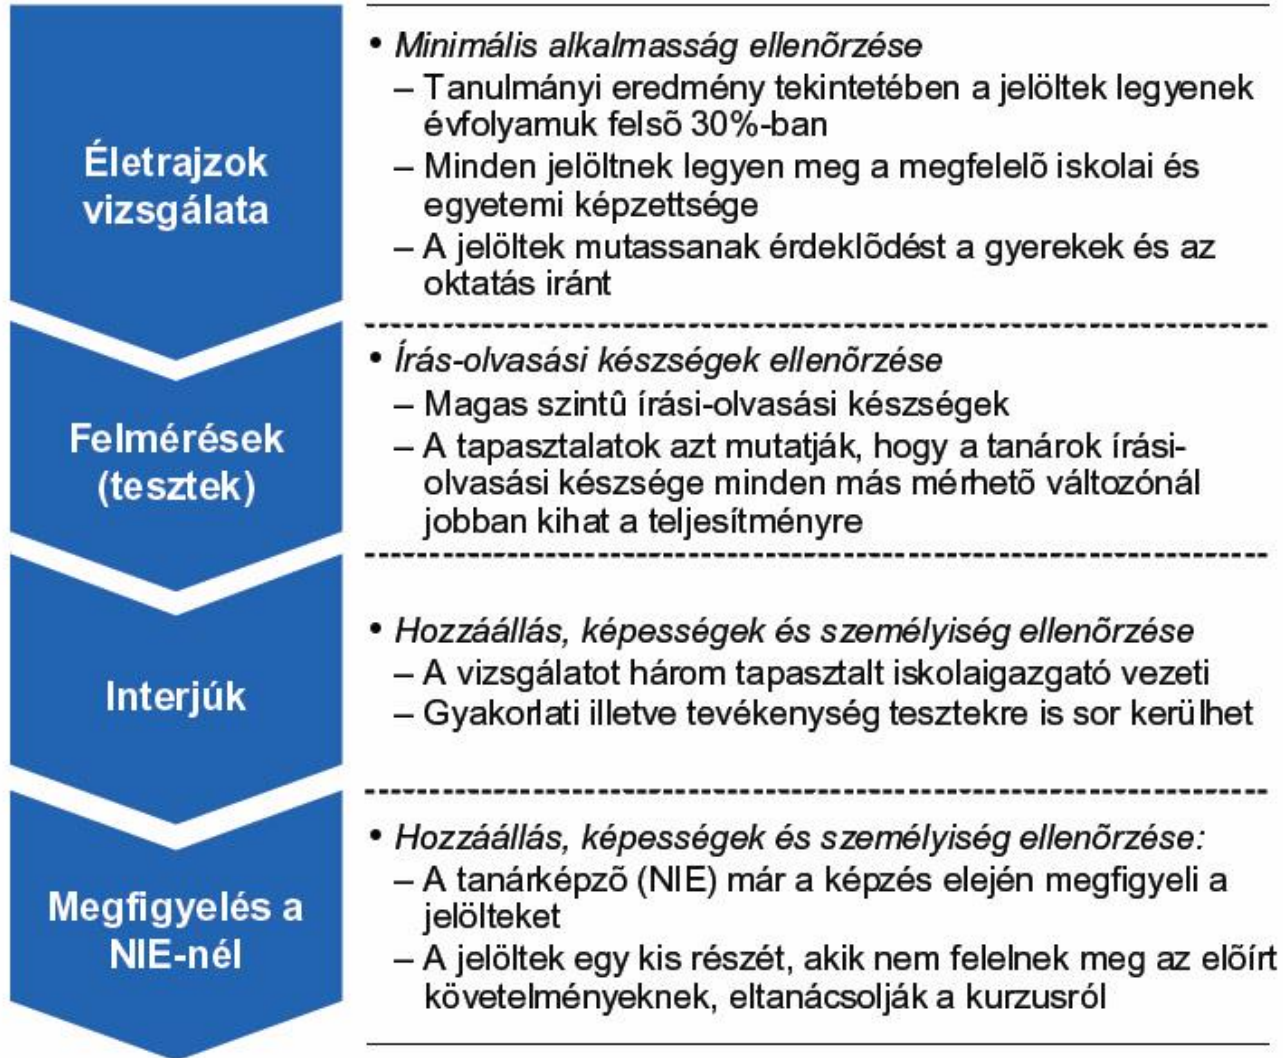 Életrajzok
vizsgálata
• Minimális alkalmasság ellenõrzése
– Tanulmányi eredmény tekintetében a jelöltek legyenek
évfolyamuk felsõ 30%-ban
– Minden jelöltnek legyen meg a megfelelõ iskolai és
egyetemi képzettsége
– A jelöltek mutassanak érdeklõdést a gyerekek és az
oktatás iránt
Felmérések
(tesztek)
• Írás-olvasási készségek ellenõrzése
– Magas szintû írási-olvasási készségek
– A tapasztalatok azt mutatják, hogy a tanárok írási-
olvasási készsége minden más mérhetõ változónál
jobban kihat a teljesítményre
Interjúk
• Hozzáállás, képességek és személyiség ellenõrzése
– A vizsgálatot három tapasztalt iskolaigazgató vezeti
– Gyakorlati illetve tevékenység tesztekre is sor kerülhet
Megfigyelés a
NIE-nél
• Hozzáállás, képességek és személyiség ellenõrzése:
– A tanárképzõ (NIE) már a képzés elején megfigyeli a
jelölteket
– A jelöltek egy kis részét, akik nem felelnek meg az elõírt
követelményeknek, eltanácsolják a kurzusról